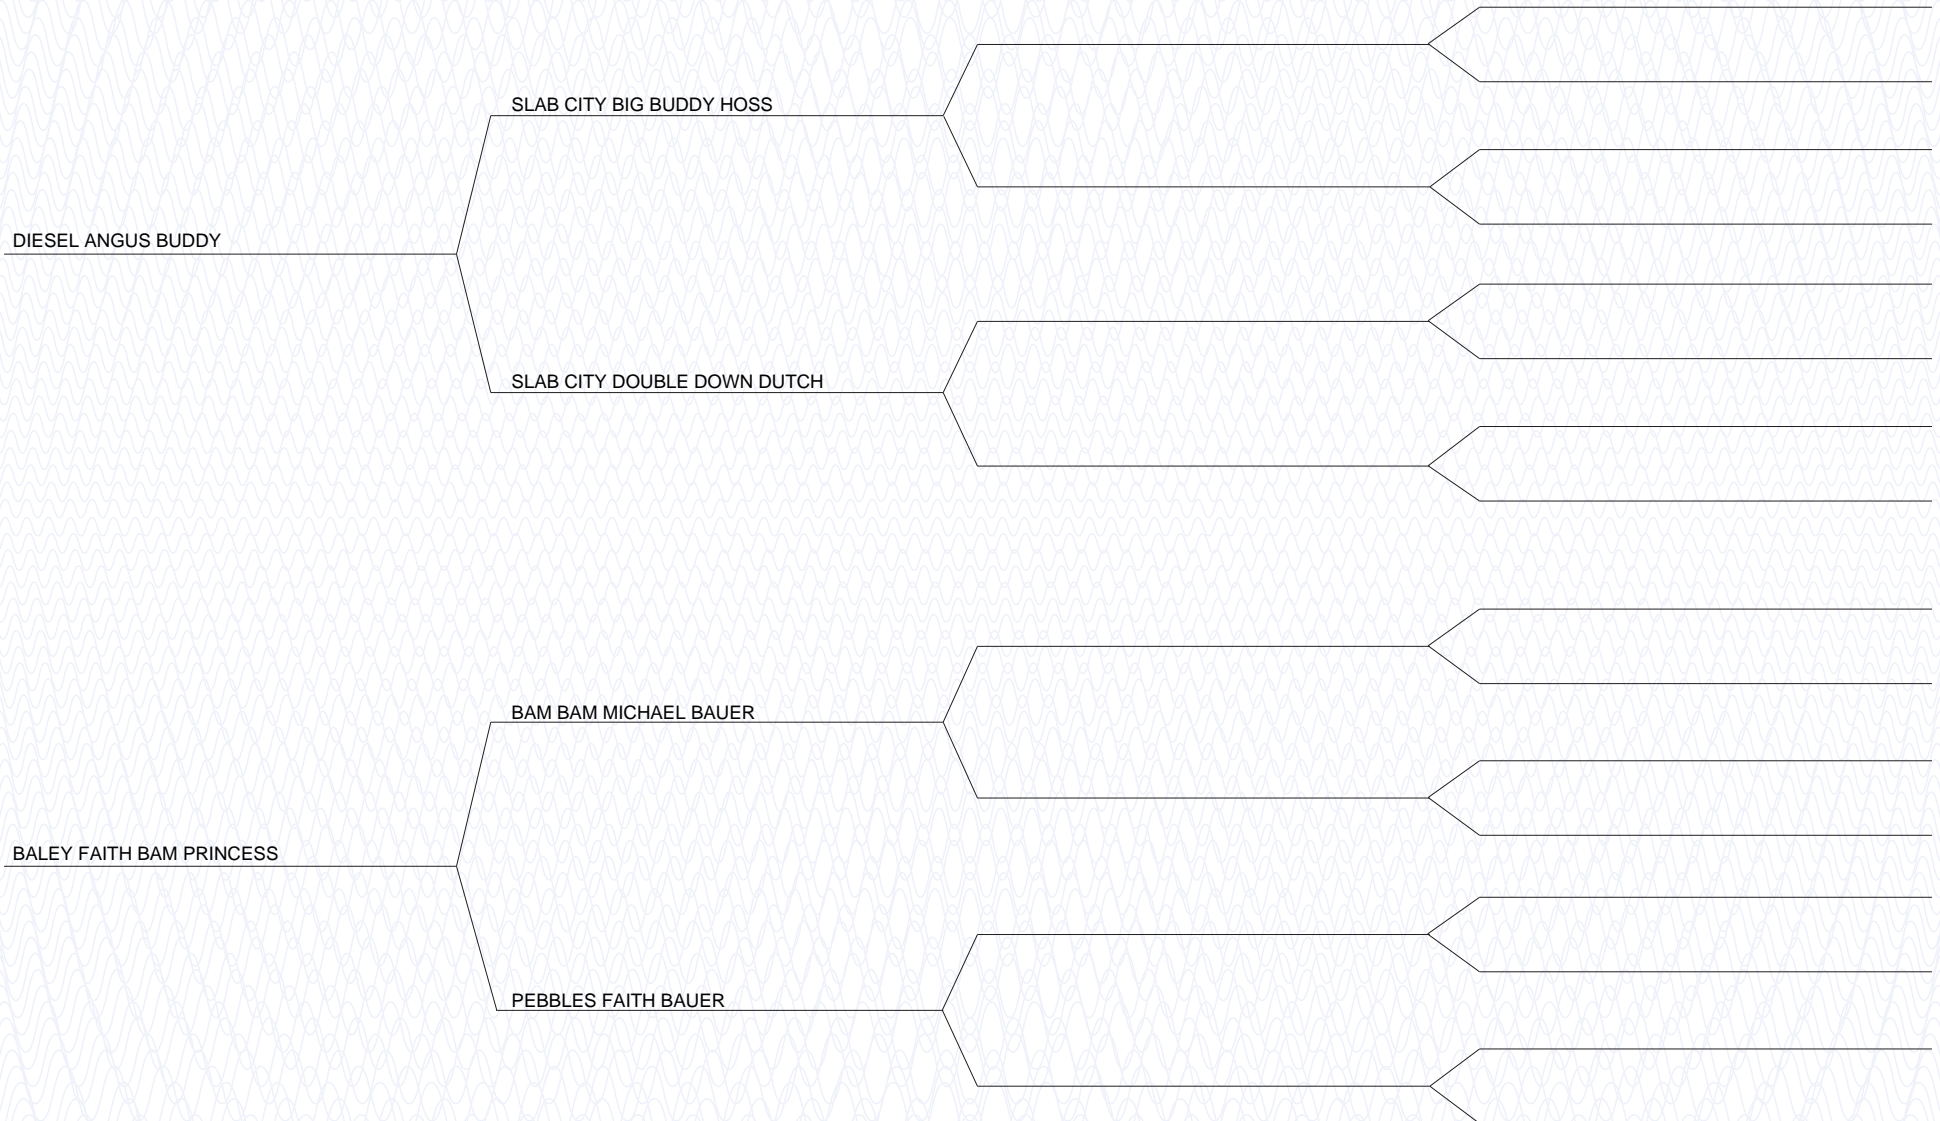 SLAB CITY BIG BUDDY HOSS
DIESEL ANGUS BUDDY
SLAB CITY DOUBLE DOWN DUTCH
BAM BAM MICHAEL BAUER
BALEY FAITH BAM PRINCESS
PEBBLES FAITH BAUER